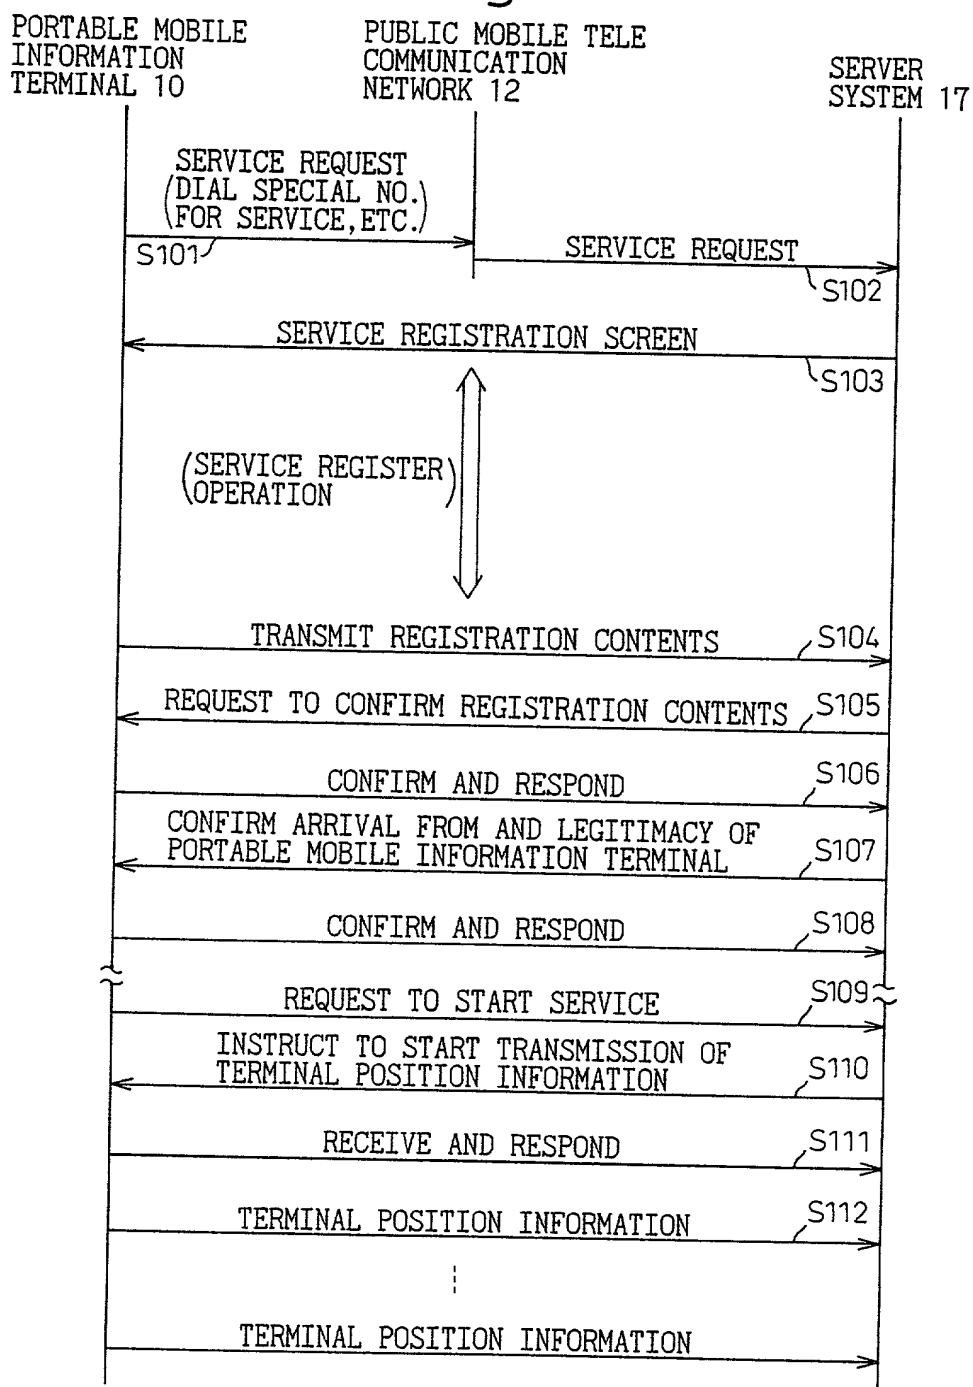 PORTABLE MOBILE
INFORMATION
TERMINAL 10
PUBLIC MOBILE TELE
COMMUNICATION
NETWORK 12
SERVER
SYSTEM 17
SERVICE REQUEST
(DIAL SPECIAL NO.
FOR SERVICE, ETC.)
S101
SERVICE REQUEST
S102
SERVICE REGISTRATION SCREEN
S103
(SERVICE REGISTER
OPERATION)
TRANSMIT REGISTRATION CONTENTS
S104
REQUEST TO CONFIRM REGISTRATION CONTENTS
S105
CONFIRM AND RESPOND
S106
CONFIRM ARRIVAL FROM AND LEGITIMACY OF
PORTABLE MOBILE INFORMATION TERMINAL
S107
CONFIRM AND RESPOND
S108
REQUEST TO START SERVICE
S109
INSTRUCT TO START TRANSMISSION OF
TERMINAL POSITION INFORMATION
S110
RECEIVE AND RESPOND
S111
TERMINAL POSITION INFORMATION
S112
TERMINAL POSITION INFORMATION